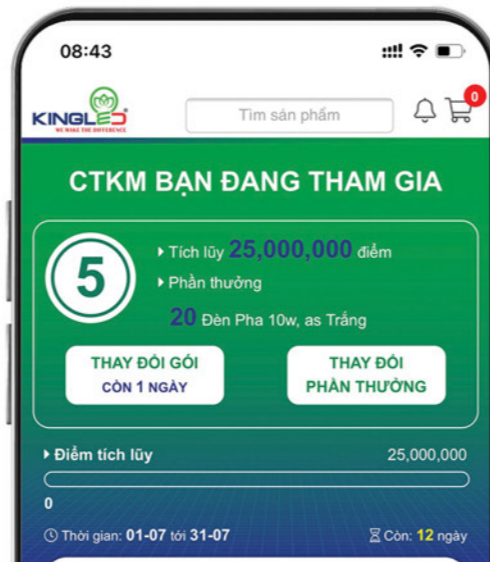 08:43
KINGLED
WE MAKE THE DIFFERENCE
Tìm sản phẩm
0
CTKM BẠN ĐANG THAM GIA
5
Tích lũy 25,000,000 điểm
Phần thưởng
20 Đèn Pha 10w, as Trắng
THAY ĐỔI GÓI
CÒN 1 NGÀY
THAY ĐỔI
PHẦN THƯỞNG
Điểm tích lũy 25,000,000
0
Thời gian: 01-07 tới 31-07 Còn: 12 ngày